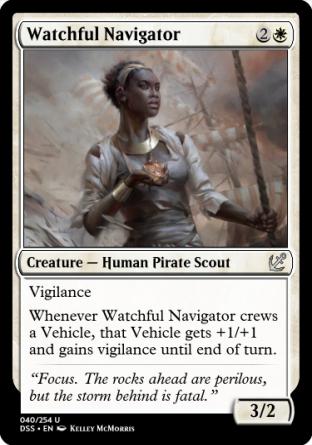 Watchful Navigator 2
Creature — Human Pirate Scout
Vigilance
Whenever Watchful Navigator crews
a Vehicle, that Vehicle gets +1/+1
and gains vigilance until end of turn.
“Focus. The rocks ahead are perilous,
but the storm behind is fatal.”
3/2
040/254 U
DSS • EN Kelley McMorris